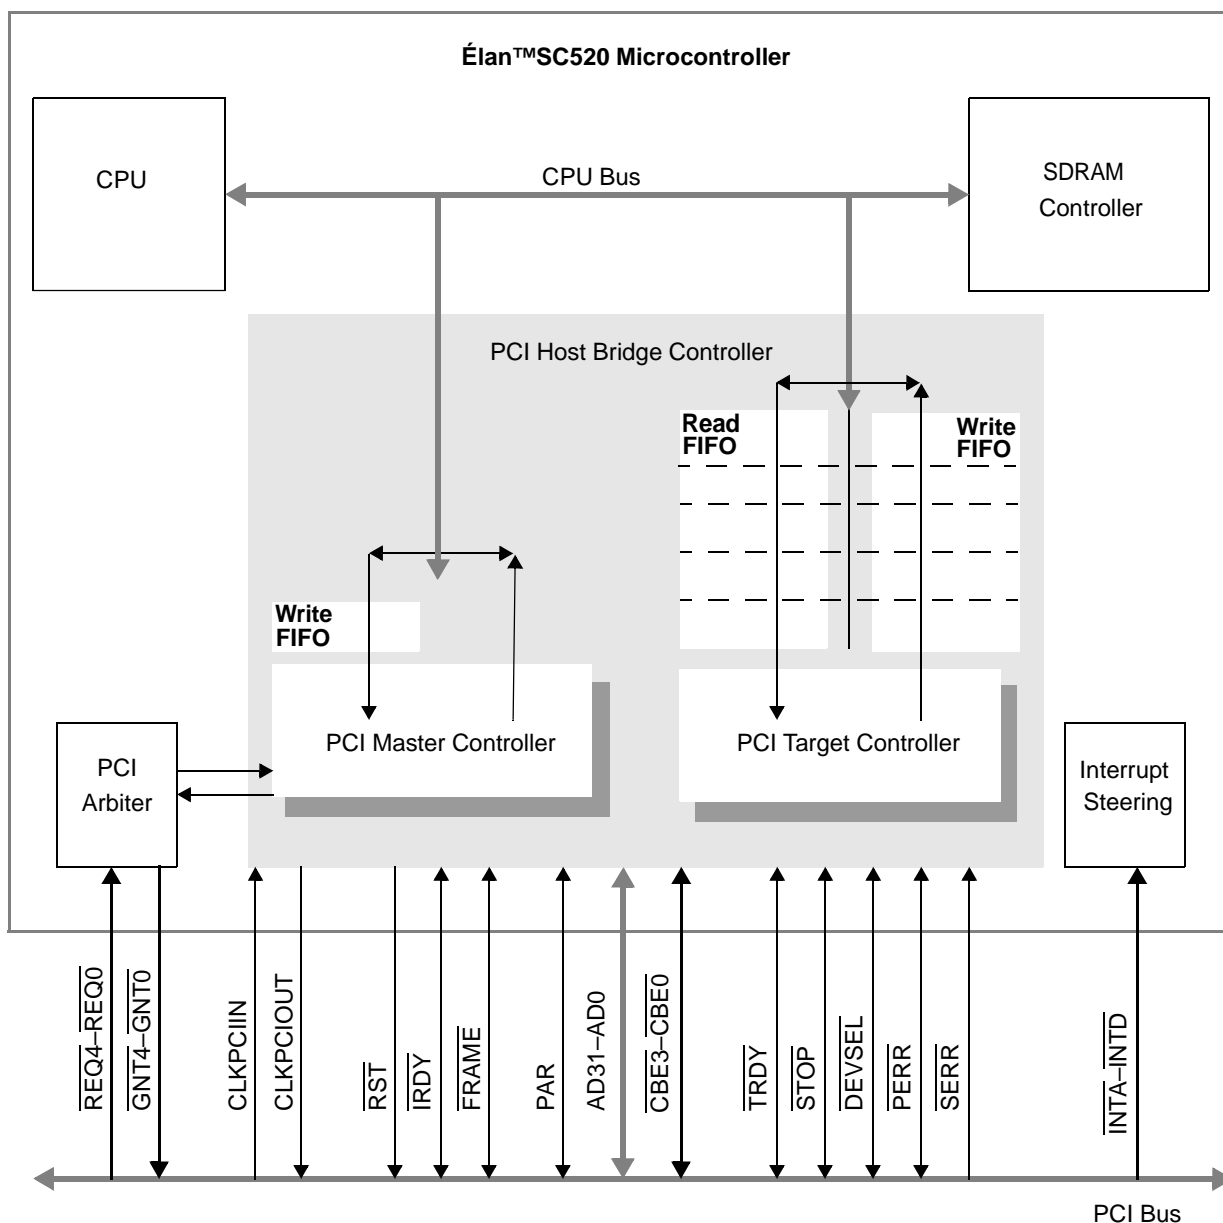 Élan™SC520 Microcontroller
CPU
CPU Bus
SDRAM
Controller
PCI Host Bridge Controller
Read
FIFO
Write
FIFO
Write
FIFO
PCI Master Controller
PCI Target Controller
PCI
Arbiter
Interrupt
Steering
REQ4–REQ0
GNT4–GNT0
CLKPCIIN
CLKPCIOUT
RST
IRDY
FRAME
PAR
AD31–AD0
CBE3–CBE0
TRDY
STOP
DEVSEL
PERR
SERR
INTA–INTD
PCI Bus